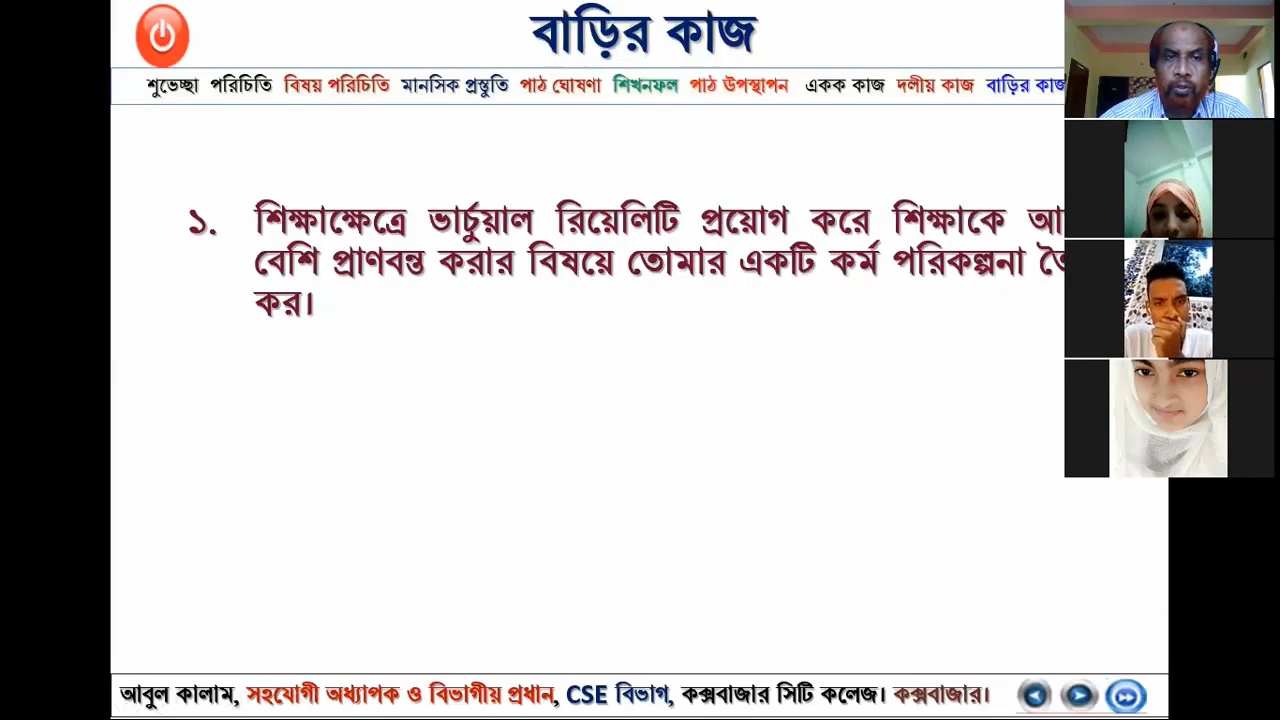 বাড়ির কাজ
শুভেচ্ছা পরিচিতি বিষয় পরিচিতি মানসিক প্রস্তুতি পাঠ ঘোষণা শিখনফল পাঠ উপস্থাপন একক কাজ দলীয় কাজ বাড়ির কাজ
১. শিক্ষাক্ষেত্রে ভার্চুয়াল রিয়েলিটি প্রয়োগ করে শিক্ষাকে
বেশি প্রাণবন্ত করার বিষয়ে তোমার একটি কর্ম পরিকল্পনা
কর।
আবুল কালাম, সহযোগী অধ্যাপক ও বিভাগীয় প্রধান, CSE বিভাগ, কক্সবাজার সিটি কলেজ। কক্সবাজার।